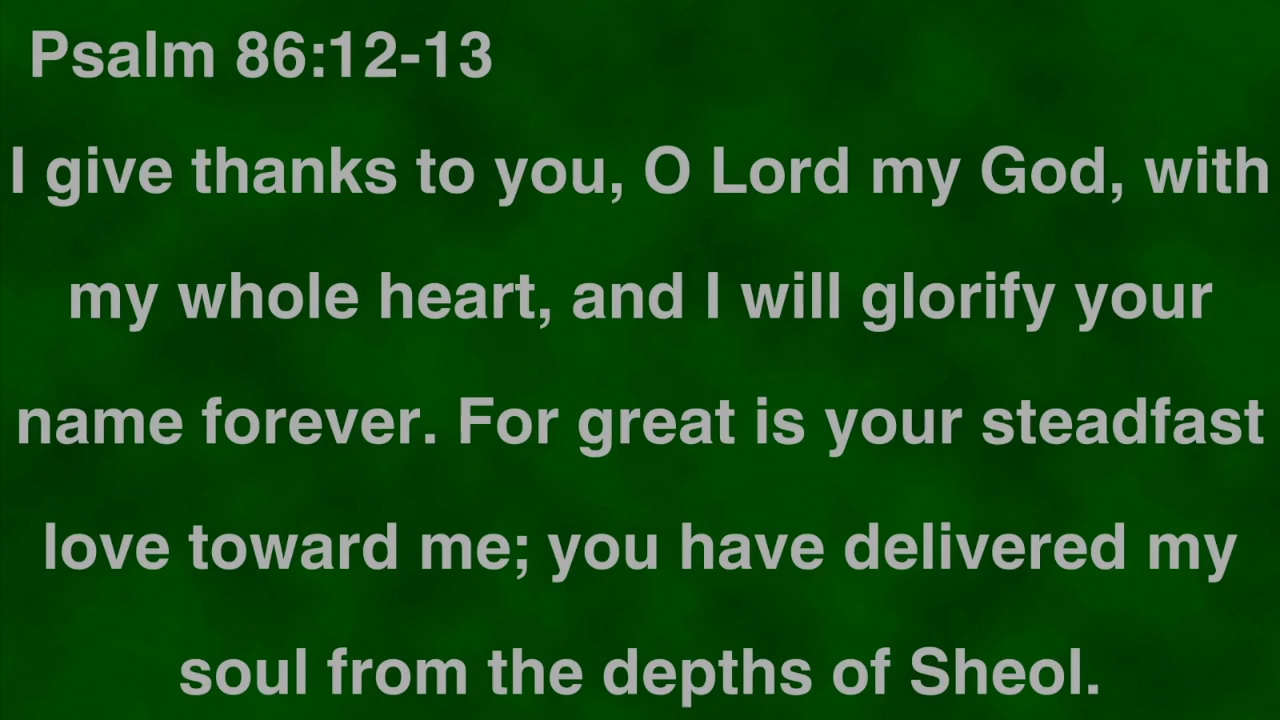 Psalm 86:12-13
I give thanks to you, O Lord my God, with
my whole heart, and I will glorify your
name forever. For great is your steadfast
love toward me; you have delivered my
soul from the depths of Sheol.